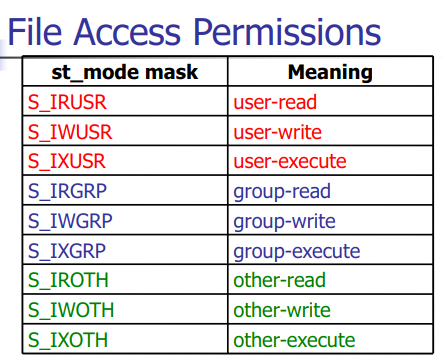 File Access Permissions
st_mode mask Meaning
S_IRUSR user-read
S_IWUSR user-write
S_IXUSR user-execute
S_IRGRP group-read
S_IWGRP group-write
S_IXGRP group-execute
S_IROTH other-read
S_IWOTH other-write
S_IXOTH other-execute